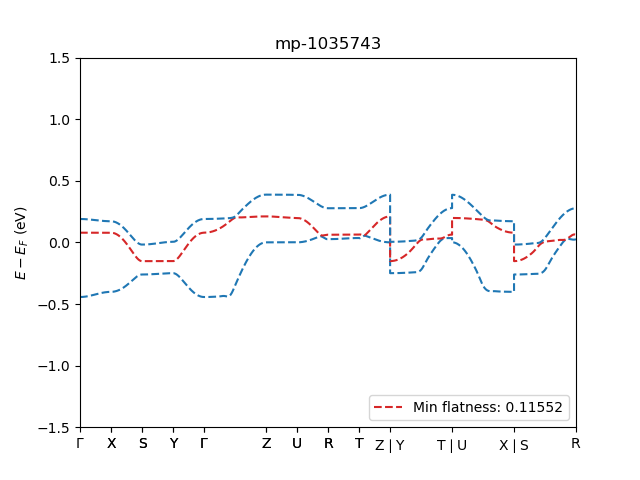 mp-1035743
E − E_F (eV)
1.5
1.0
0.5
0.0
−0.5
−1.0
−1.5
Min flatness: 0.11552
Γ X S Y Γ Z U R T Z | Y T | U X | S R